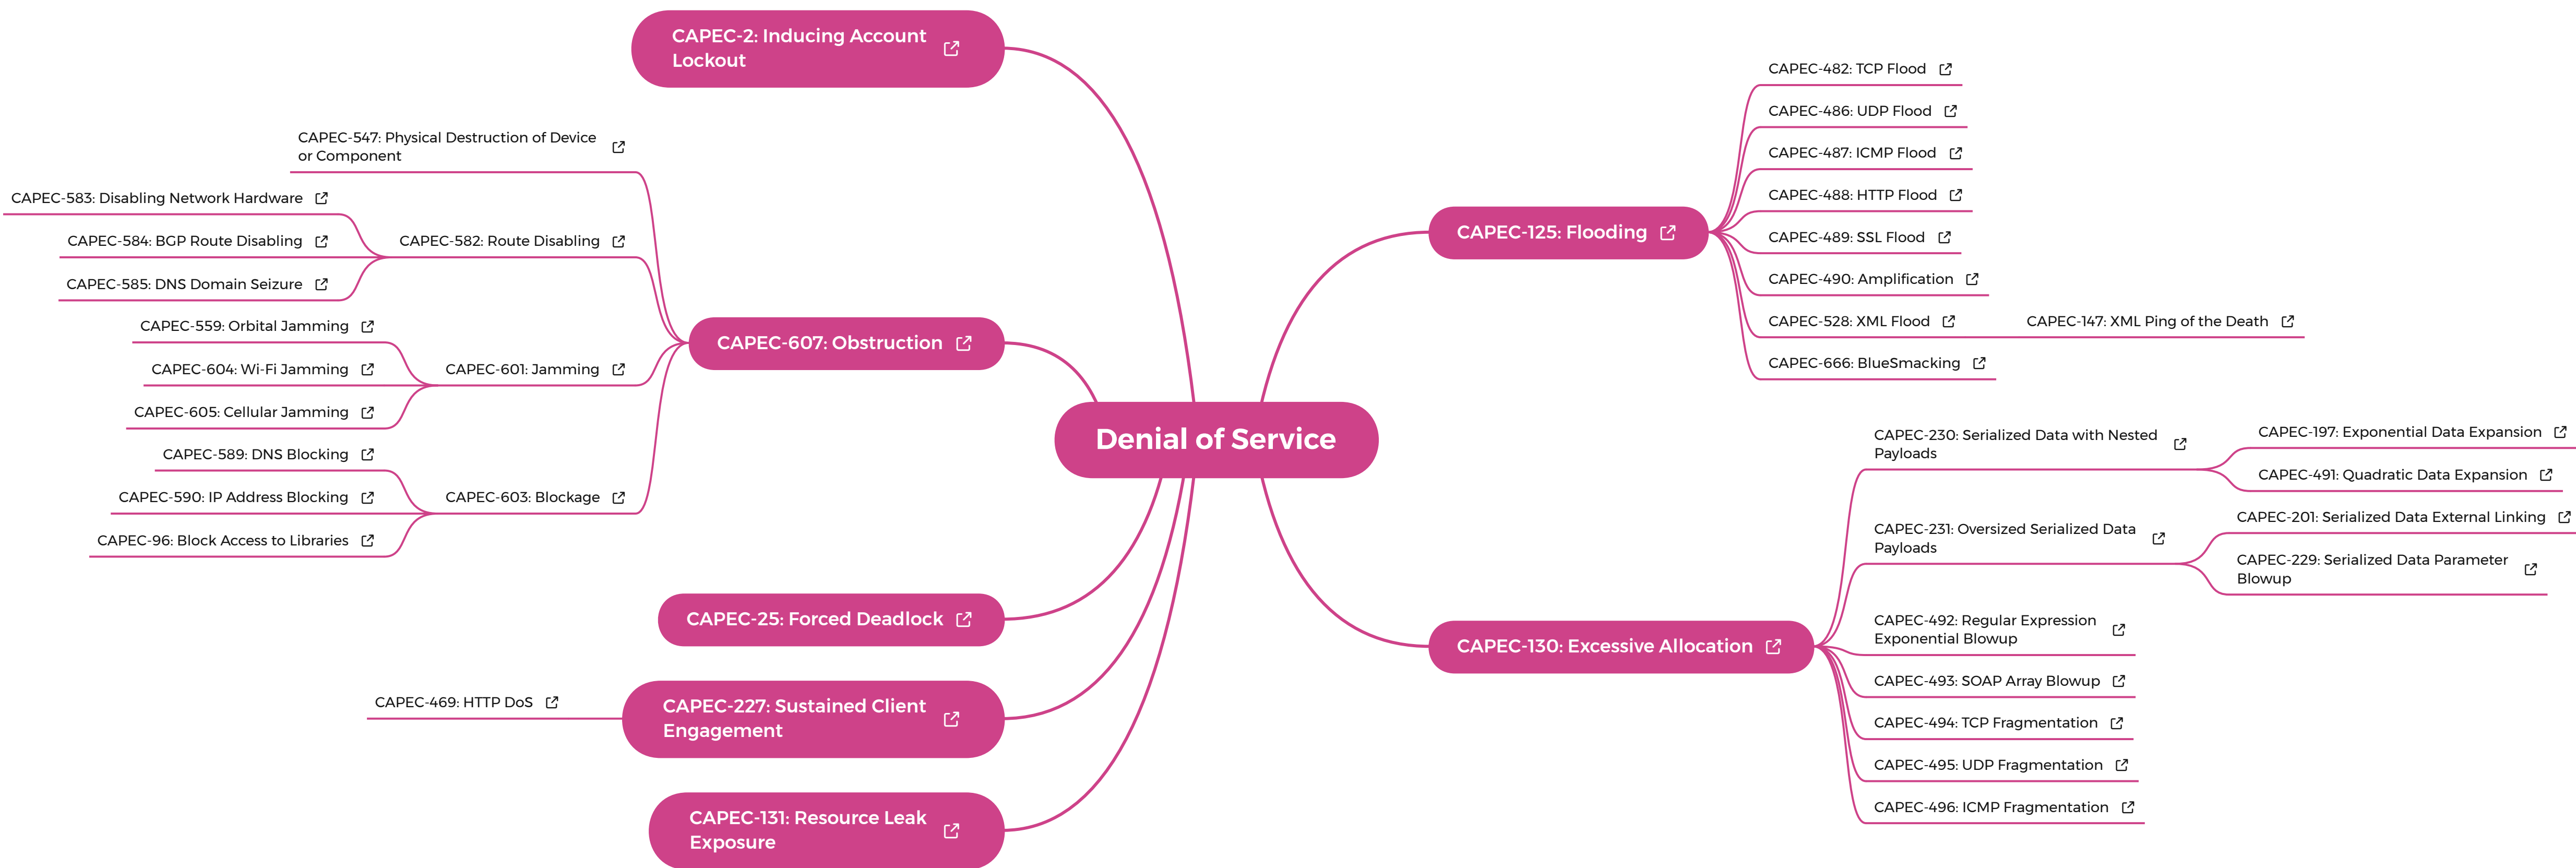 CAPEC-2: Inducing Account
Lockout
CAPEC-547: Physical Destruction of Device
or Component
CAPEC-583: Disabling Network Hardware
CAPEC-584: BGP Route Disabling
CAPEC-582: Route Disabling
CAPEC-585: DNS Domain Seizure
CAPEC-559: Orbital Jamming
CAPEC-607: Obstruction
CAPEC-604: Wi-Fi Jamming
CAPEC-601: Jamming
CAPEC-605: Cellular Jamming
CAPEC-589: DNS Blocking
CAPEC-590: IP Address Blocking
CAPEC-603: Blockage
CAPEC-96: Block Access to Libraries
CAPEC-25: Forced Deadlock
CAPEC-469: HTTP DoS
CAPEC-227: Sustained Client
Engagement
CAPEC-131: Resource Leak
Exposure
Denial of Service
CAPEC-125: Flooding
CAPEC-482: TCP Flood
CAPEC-486: UDP Flood
CAPEC-487: ICMP Flood
CAPEC-488: HTTP Flood
CAPEC-489: SSL Flood
CAPEC-490: Amplification
CAPEC-528: XML Flood
CAPEC-147: XML Ping of the Death
CAPEC-666: BlueSmacking
CAPEC-130: Excessive Allocation
CAPEC-230: Serialized Data with Nested
Payloads
CAPEC-197: Exponential Data Expansion
CAPEC-491: Quadratic Data Expansion
CAPEC-231: Oversized Serialized Data
Payloads
CAPEC-201: Serialized Data External Linking
CAPEC-229: Serialized Data Parameter
Blowup
CAPEC-492: Regular Expression
Exponential Blowup
CAPEC-493: SOAP Array Blowup
CAPEC-494: TCP Fragmentation
CAPEC-495: UDP Fragmentation
CAPEC-496: ICMP Fragmentation